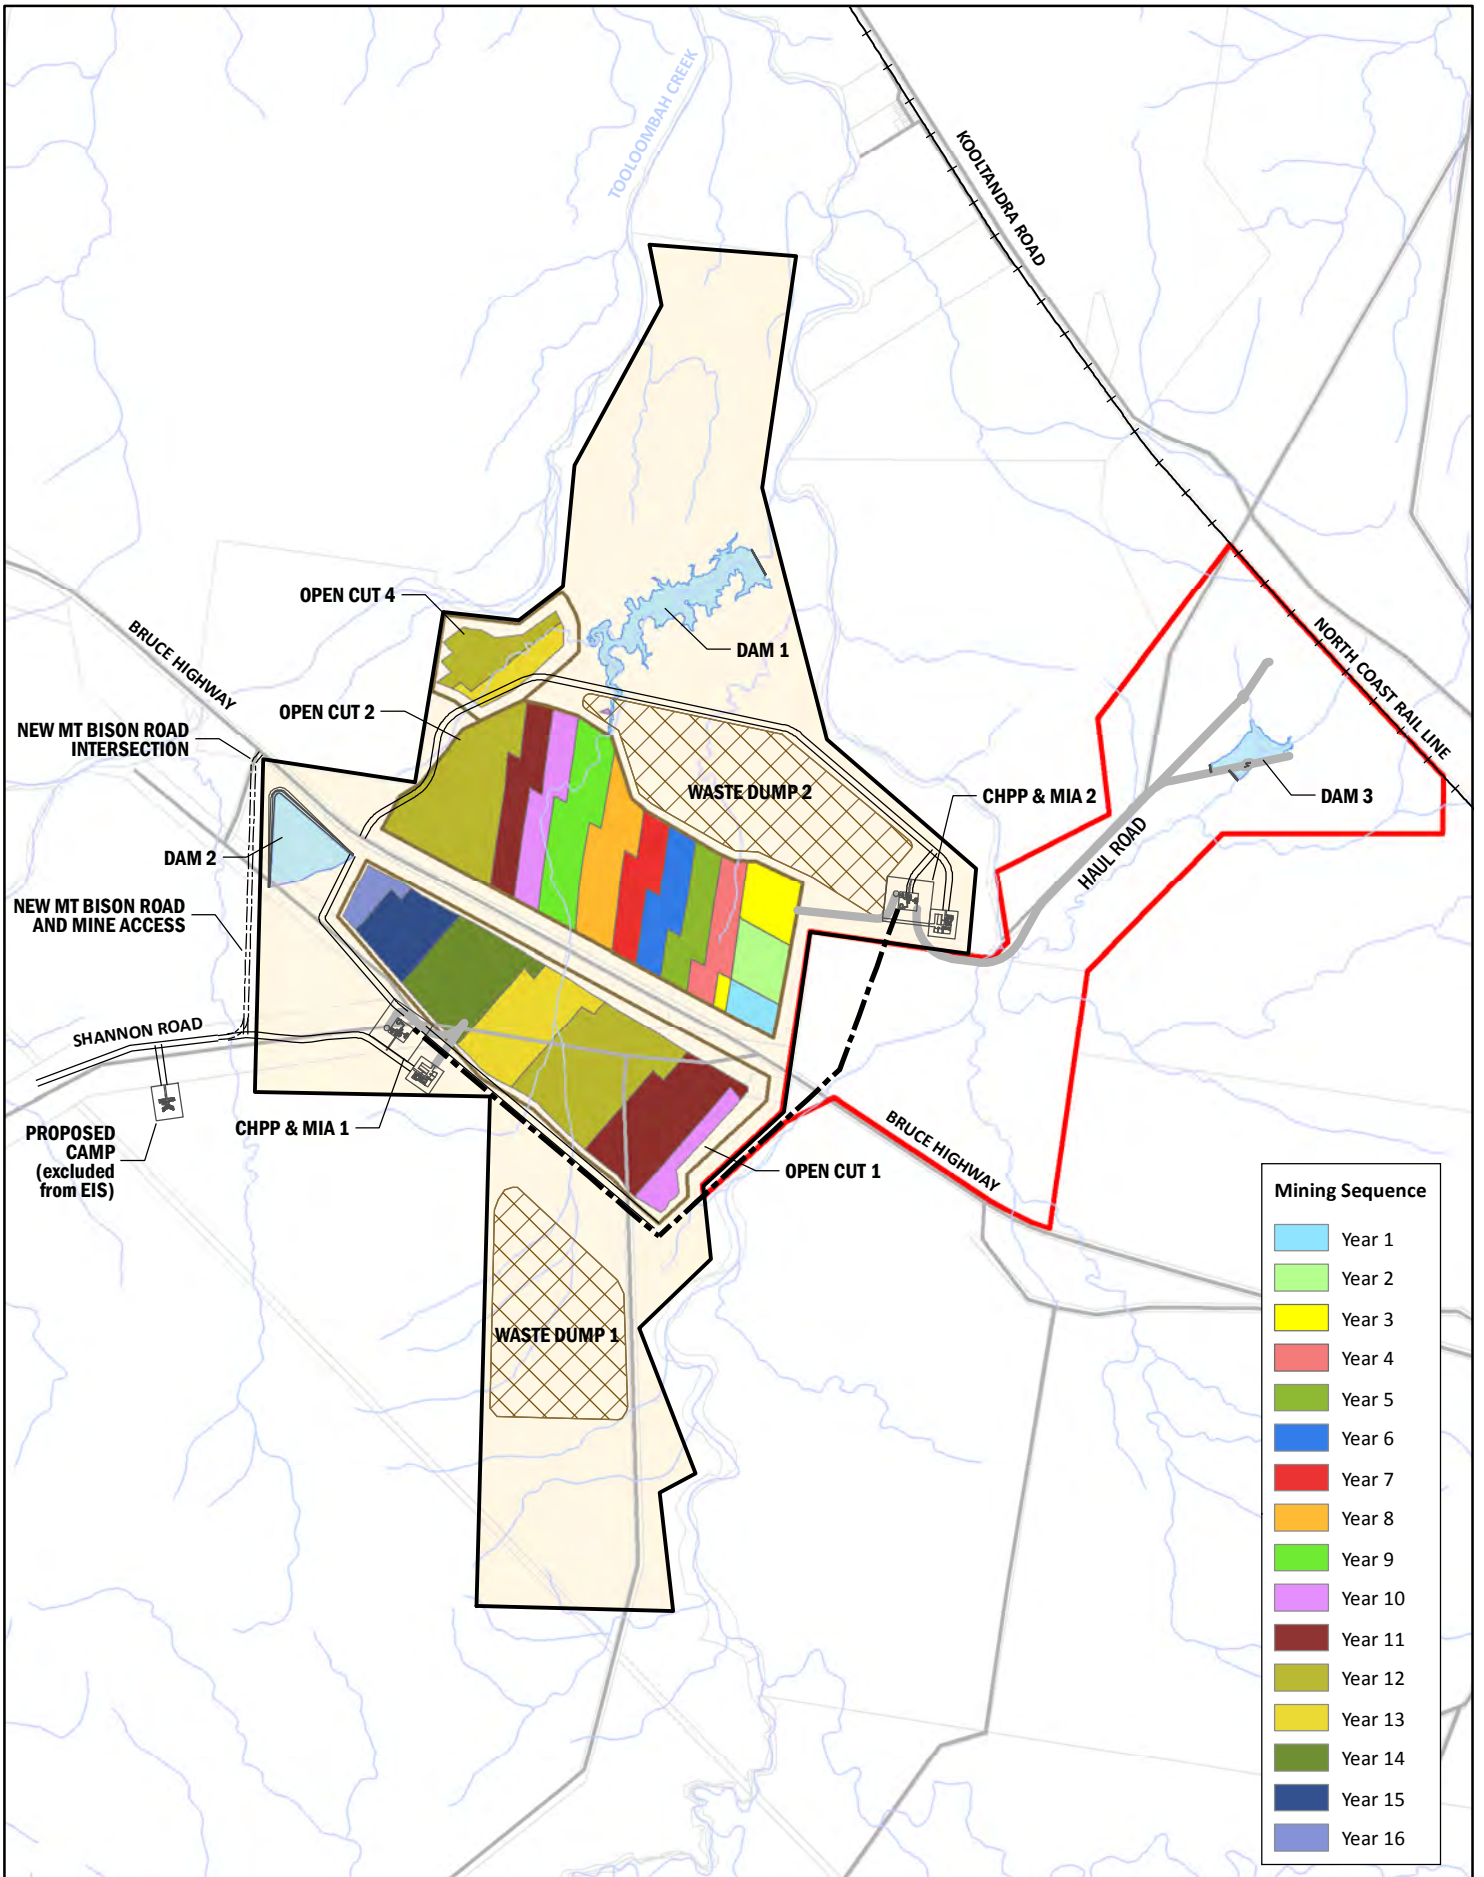 TOOLOOMBAH CREEK
KOOLTANDRA ROAD
OPEN CUT 4
BRUCE HIGHWAY
DAM 1
NORTH COAST RAIL LINE
OPEN CUT 2
NEW MT BISON ROAD
INTERSECTION
WASTE DUMP 2
CHPP & MIA 2
DAM 3
HAUL ROAD
DAM 2
NEW MT BISON ROAD
AND MINE ACCESS
SHANNON ROAD
PROPOSED
CAMP
(excluded
from EIS)
CHPP & MIA 1
BRUCE HIGHWAY
OPEN CUT 1
WASTE DUMP 1
Mining Sequence
Year 1
Year 2
Year 3
Year 4
Year 5
Year 6
Year 7
Year 8
Year 9
Year 10
Year 11
Year 12
Year 13
Year 14
Year 15
Year 16